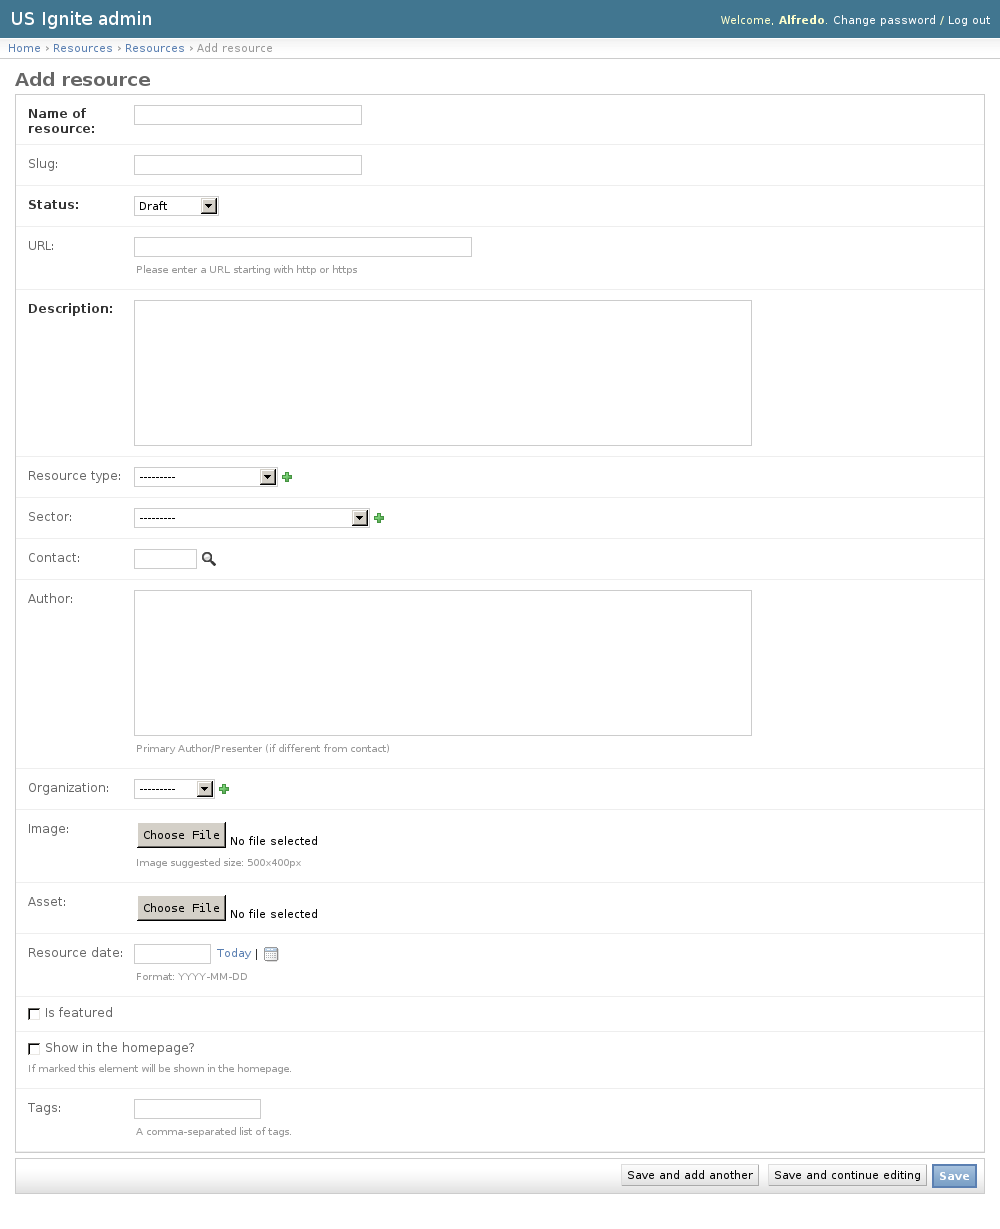 US Ignite admin
Welcome, Alfredo. Change password / Log out
Home › Resources › Resources › Add resource
Add resource
Name of
resource:
Slug:
Status:
Draft
URL:
Please enter a URL starting with http or https
Description:
Resource type:
---------
Sector:
---------
Contact:
Author:
Primary Author/Presenter (if different from contact)
Organization:
---------
Image:
Choose File No file selected
Image suggested size: 500x400px
Asset:
Choose File No file selected
Resource date:
Today |
Format: YYYY-MM-DD
Is featured
Show in the homepage?
If marked this element will be shown in the homepage.
Tags:
A comma-separated list of tags.
Save and add another
Save and continue editing
Save